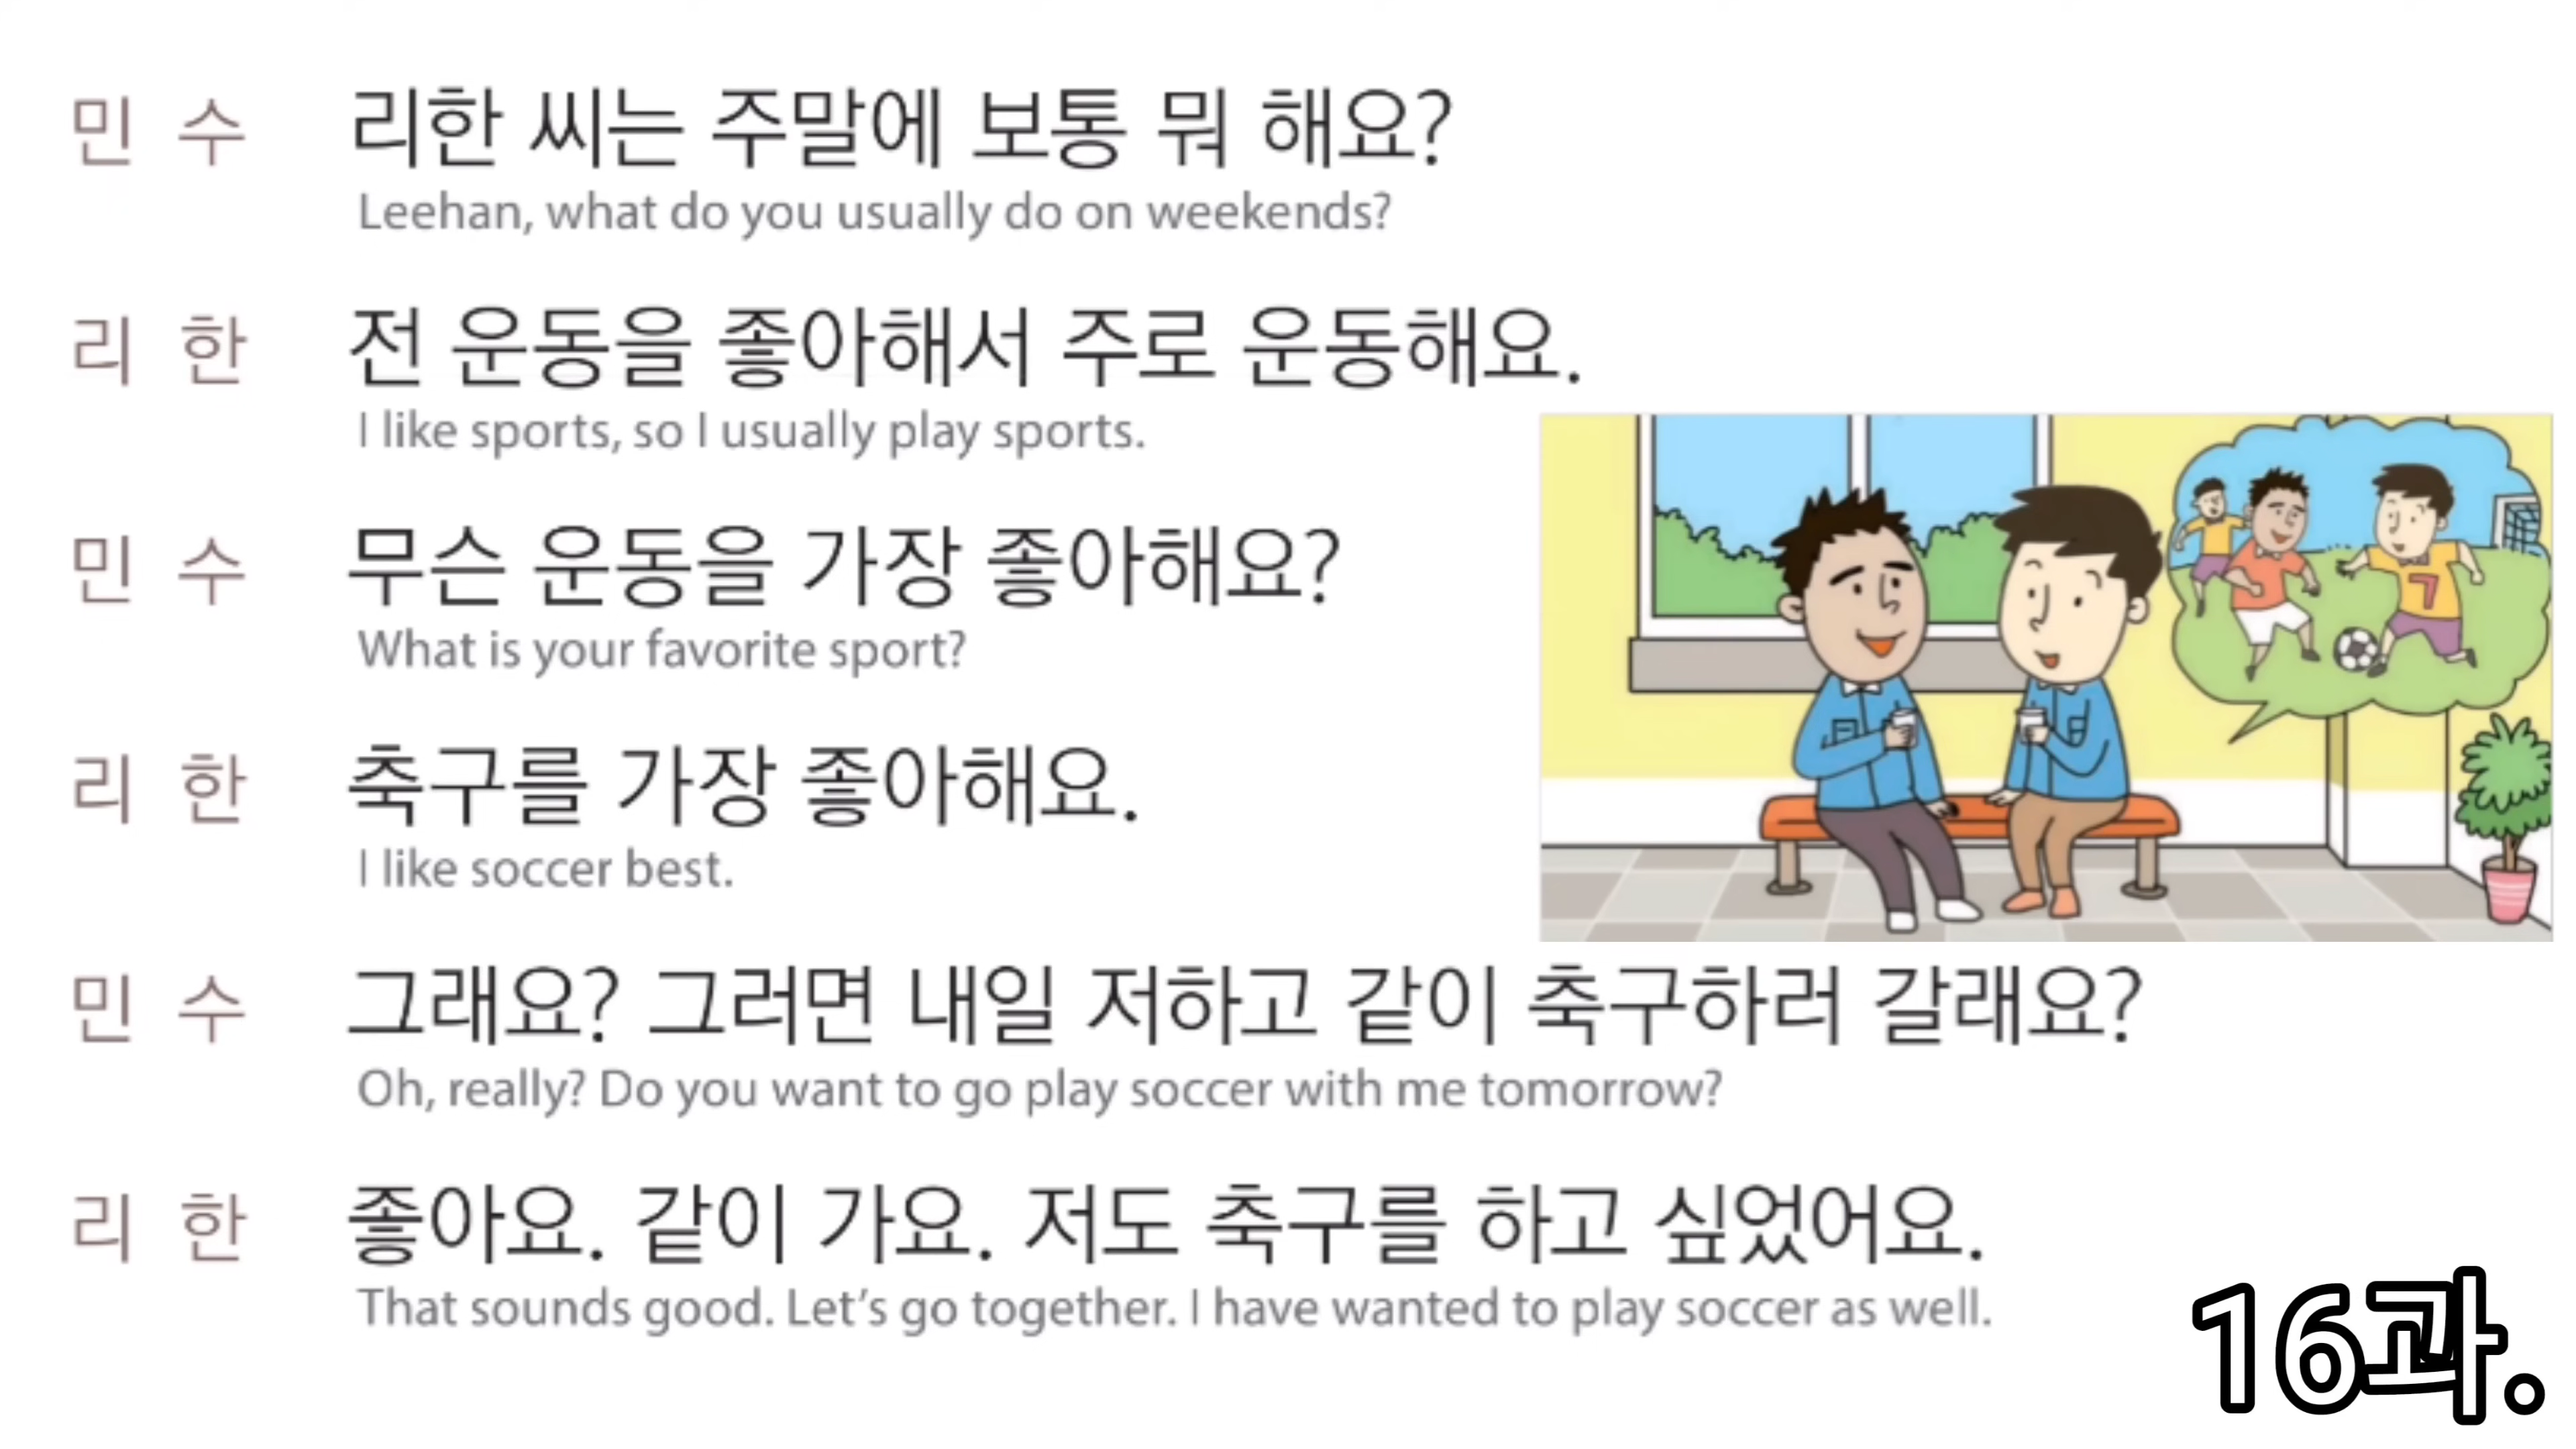 민 수 리한 씨는 주말에 보통 뭐 해요?
Leehan, what do you usually do on weekends?
리 한 전 운동을 좋아해서 주로 운동해요.
I like sports, so I usually play sports.
민 수 무슨 운동을 가장 좋아해요?
What is your favorite sport?
리 한 축구를 가장 좋아해요.
I like soccer best.
민 수 그래요? 그러면 내일 저하고 같이 축구하러 갈래요?
Oh, really? Do you want to go play soccer with me tomorrow?
리 한 좋아요. 같이 가요. 저도 축구를 하고 싶었어요.
That sounds good. Let's go together. I have wanted to play soccer as well.
7
16과.